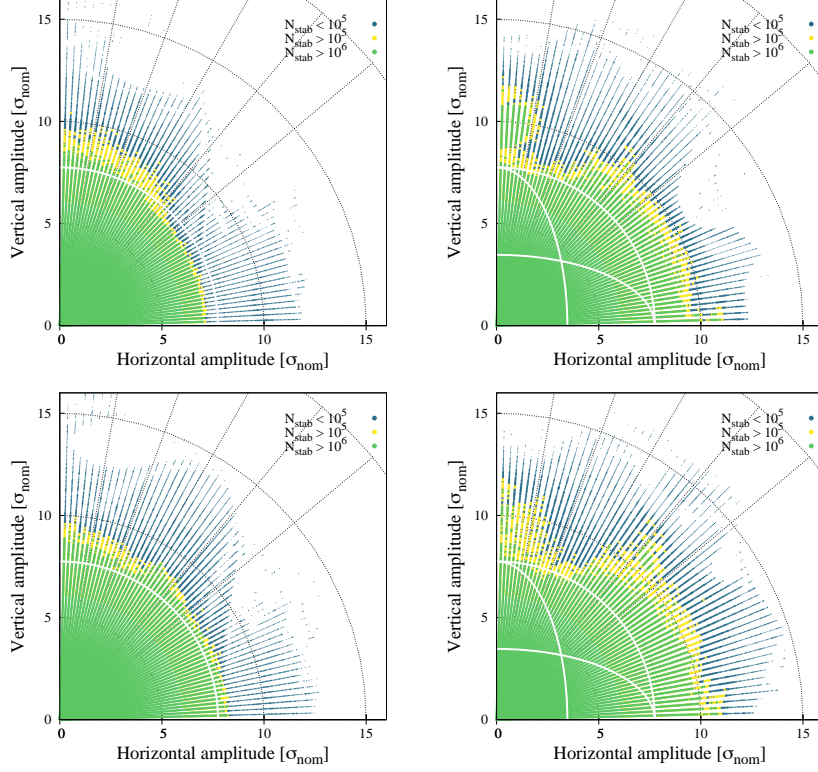 15
10
5
0
0
5
10
15
Vertical amplitude [σnom]
Horizontal amplitude [σnom]
Nstab < 10^5
Nstab > 10^5
Nstab > 10^6
15
10
5
0
0
5
10
15
Vertical amplitude [σnom]
Horizontal amplitude [σnom]
Nstab < 10^5
Nstab > 10^5
Nstab > 10^6
15
10
5
0
0
5
10
15
Vertical amplitude [σnom]
Horizontal amplitude [σnom]
Nstab < 10^5
Nstab > 10^5
Nstab > 10^6
15
10
5
0
0
5
10
15
Vertical amplitude [σnom]
Horizontal amplitude [σnom]
Nstab < 10^5
Nstab > 10^5
Nstab > 10^6